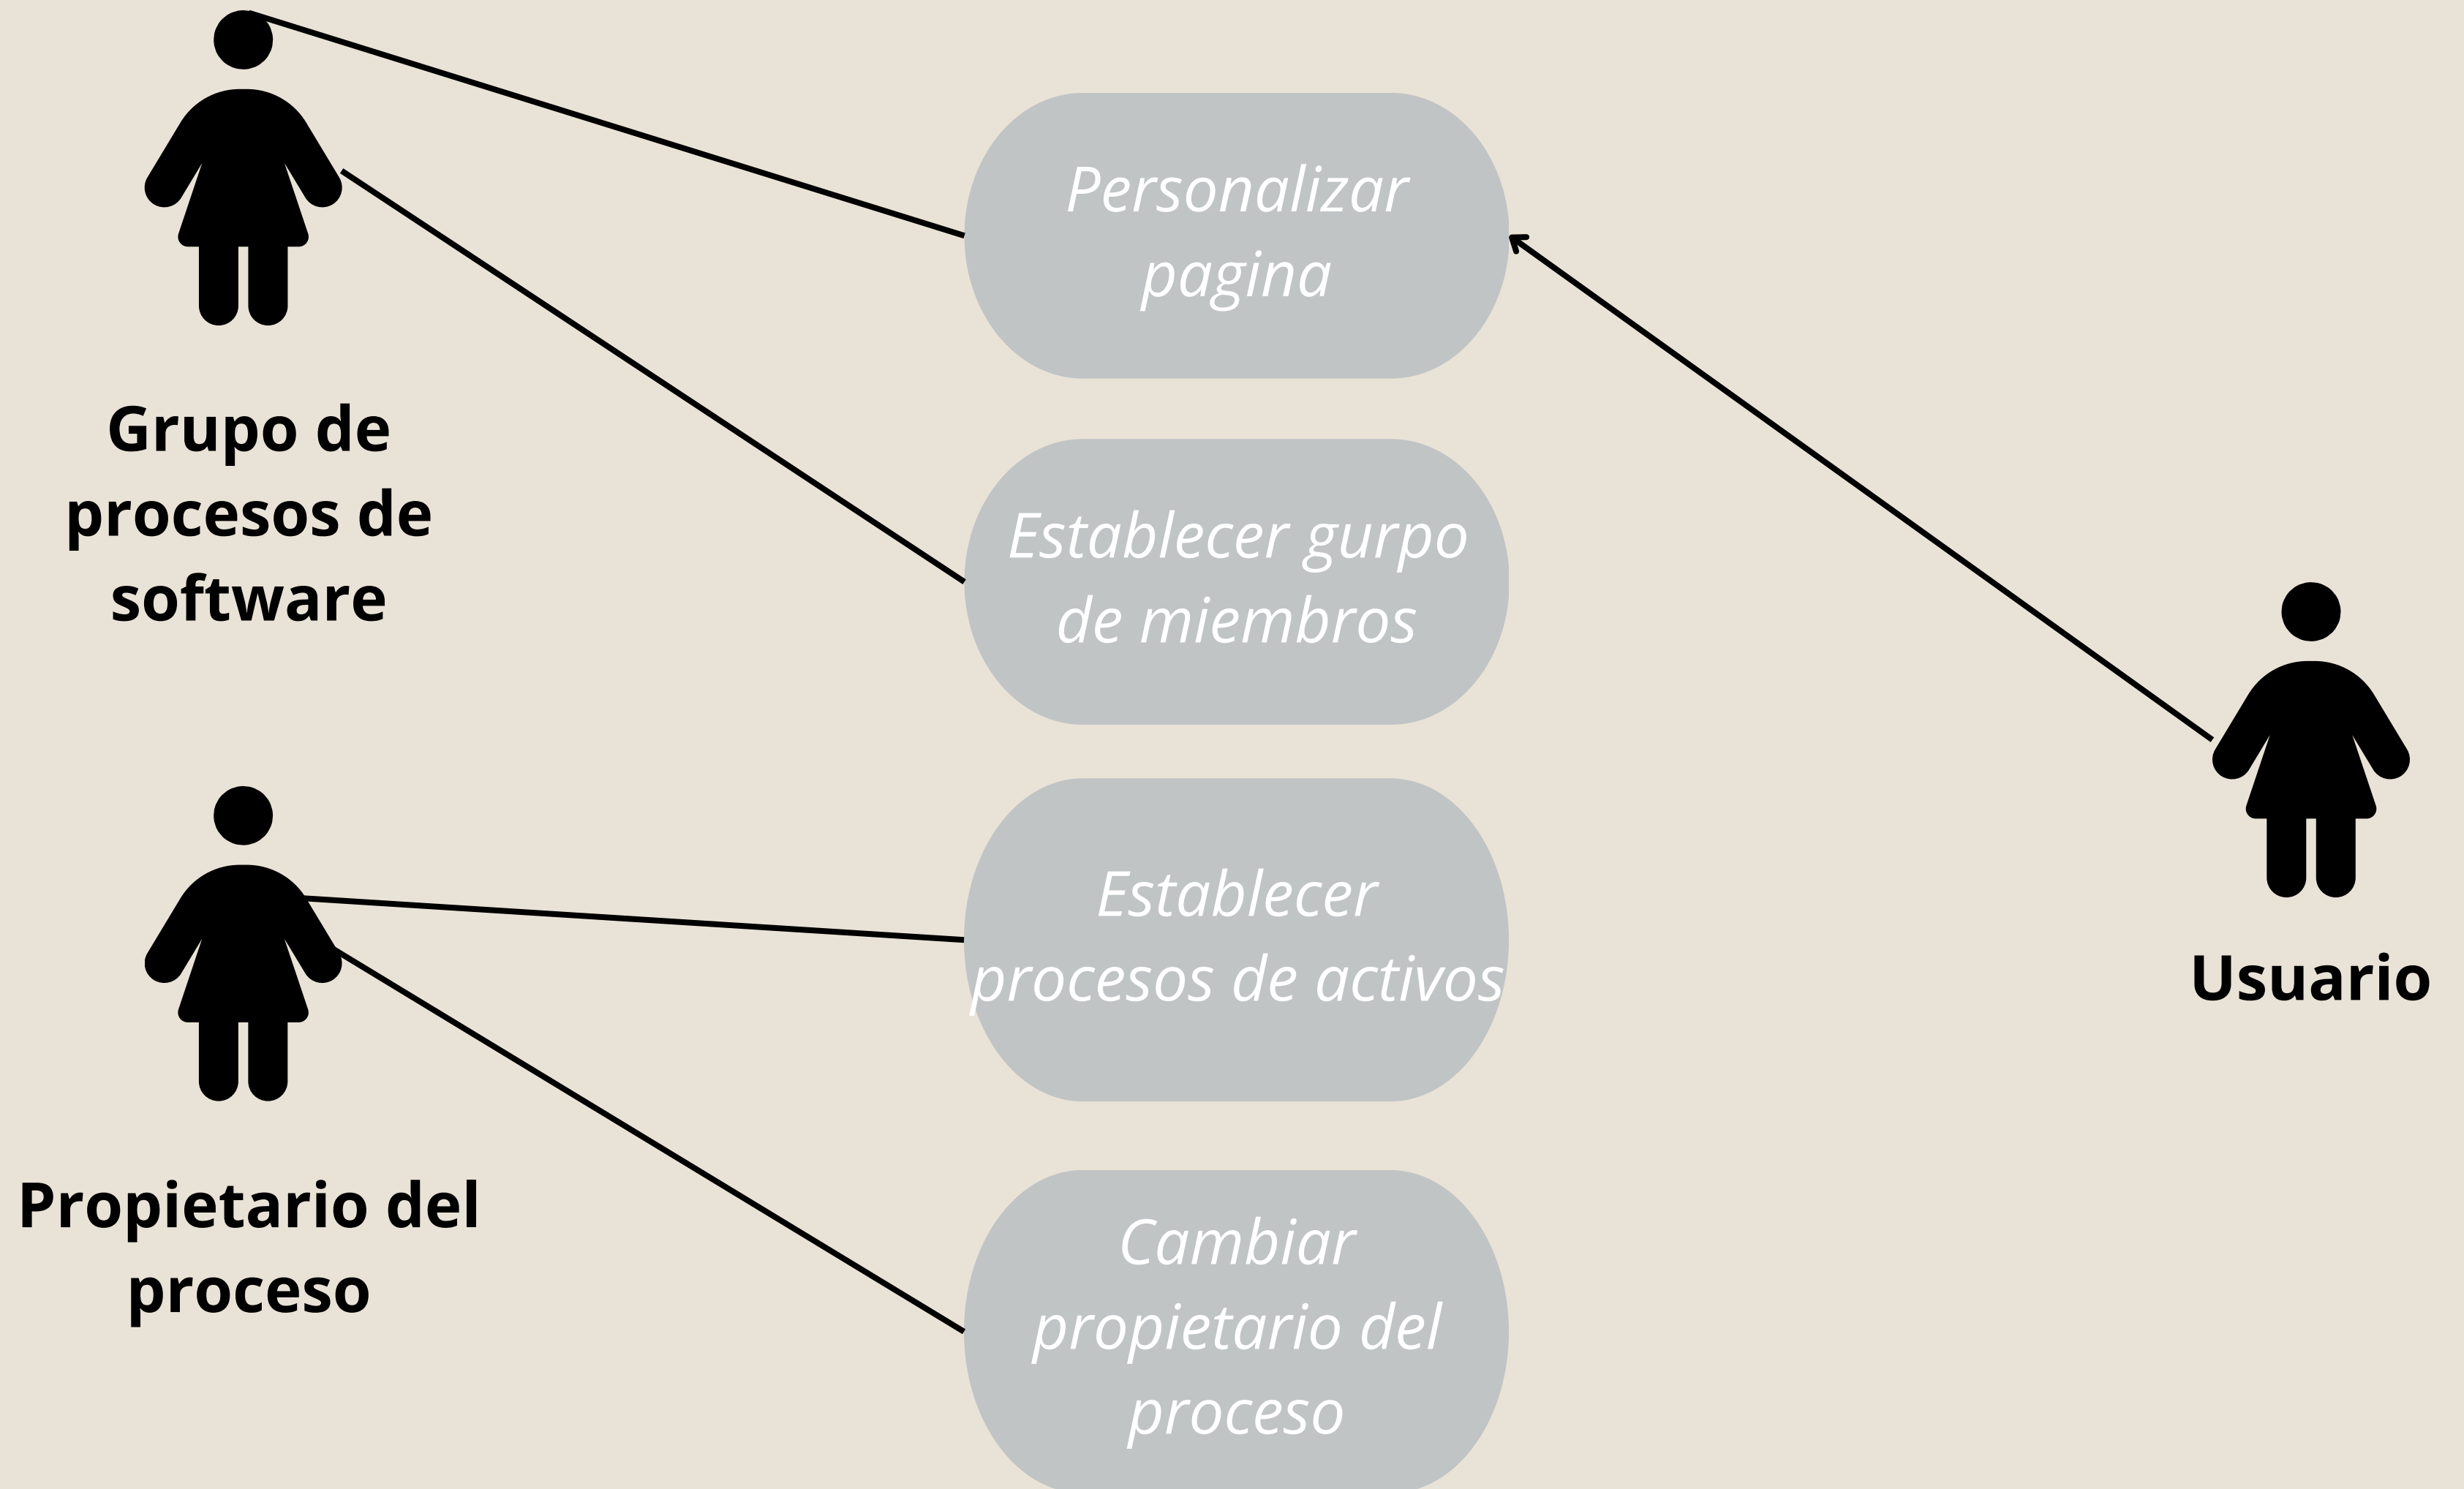 Personalizar
pagina
Grupo de
procesos de
software
Establecer gurpo
de miembros
Establecer
procesos de activos
Usuario
Propietario del
proceso
Cambiar
propietario del
proceso